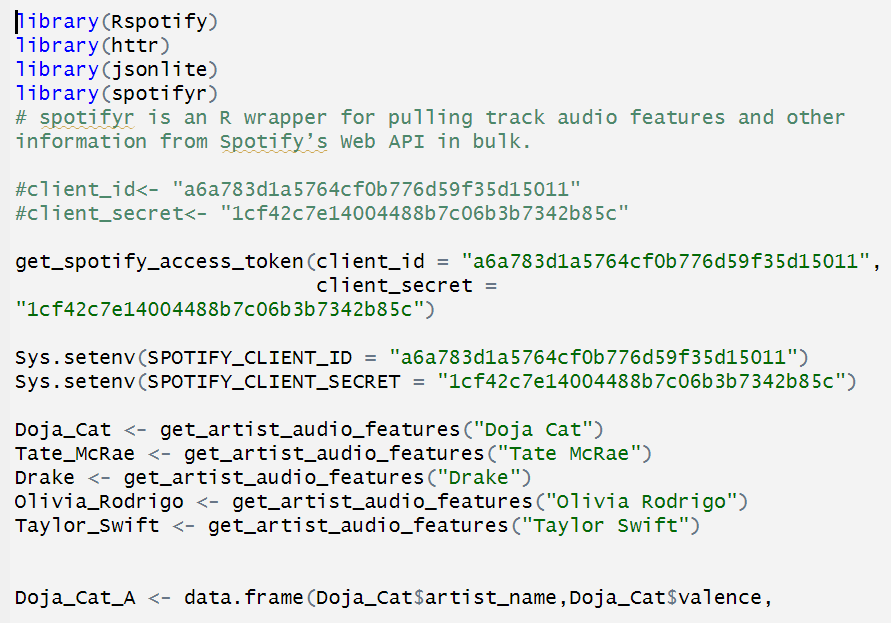 library(Rspotify)
library(httr)
library(jsonlite)
library(spotifyr)
# spotifyr is an R wrapper for pulling track audio features and other
information from Spotify’s Web API in bulk.
#client_id<- "a6a783d1a5764cf0b776d59f35d15011"
#client_secret<- "1cf42c7e14004488b7c06b3b7342b85c"
get_spotify_access_token(client_id = "a6a783d1a5764cf0b776d59f35d15011",
client_secret =
"1cf42c7e14004488b7c06b3b7342b85c")
Sys.setenv(SPOTIFY_CLIENT_ID = "a6a783d1a5764cf0b776d59f35d15011")
Sys.setenv(SPOTIFY_CLIENT_SECRET = "1cf42c7e14004488b7c06b3b7342b85c")
Doja_Cat <- get_artist_audio_features("Doja Cat")
Tate_McRae <- get_artist_audio_features("Tate McRae")
Drake <- get_artist_audio_features("Drake")
Olivia_Rodrigo <- get_artist_audio_features("Olivia Rodrigo")
Taylor_Swift <- get_artist_audio_features("Taylor Swift")
Doja_Cat_A <- data.frame(Doja_Cat$artist_name,Doja_Cat$valence,